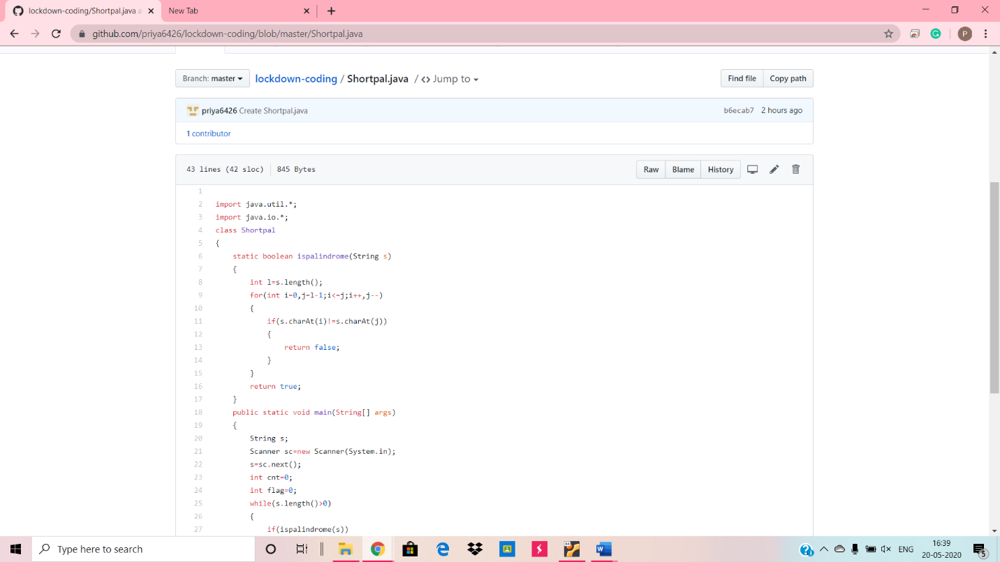 lockdown-coding/Shortpal.java a
New Tab
github.com/priya6426/lockdown-coding/blob/master/Shortpal.java
P
Branch: master
lockdown-coding / Shortpal.java / <> Jump to
Find file
Copy path
priya6426 Create Shortpal.java
b6ecab7 2 hours ago
1 contributor
43 lines (42 sloc) 845 Bytes
Raw Blame History
1
2 import java.util.*;
3 import java.io.*;
4 class Shortpal
5 {
6 static boolean ispalindrome(String s)
7 {
8 int l=s.length();
9 for(int i=0,j=l-1;i<=j;i++,j--)
10 {
11 if(s.charAt(i)!=s.charAt(j))
12 {
13 return false;
14 }
15 }
16 return true;
17 }
18 public static void main(String[] args)
19 {
20 String s;
21 Scanner sc=new Scanner(System.in);
22 s=sc.next();
23 int cnt=0;
24 int flag=0;
25 while(s.length()>0)
26 {
27 if(ispalindrome(s))
Type here to search
ENG
16:39
20-05-2020
5